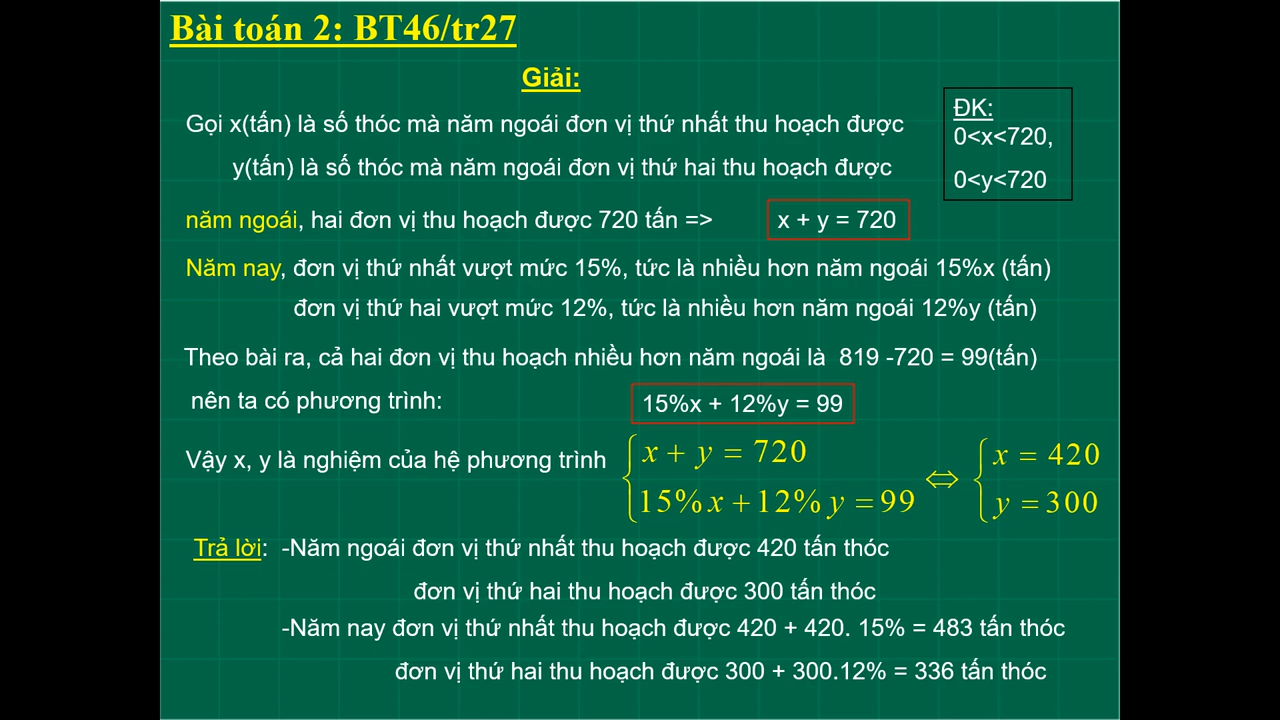 Bài toán 2: BT46/tr27
Giải:
Gọi x(tấn) là số thóc mà năm ngoái đơn vị thứ nhất thu hoạch được
y(tấn) là số thóc mà năm ngoái đơn vị thứ hai thu hoạch được
ĐK:
0<x<720,
0<y<720
năm ngoái, hai đơn vị thu hoạch được 720 tấn => x + y = 720
Năm nay, đơn vị thứ nhất vượt mức 15%, tức là nhiều hơn năm ngoái 15%x (tấn)
đơn vị thứ hai vượt mức 12%, tức là nhiều hơn năm ngoái 12%y (tấn)
Theo bài ra, cả hai đơn vị thu hoạch nhiều hơn năm ngoái là 819 -720 = 99(tấn)
nên ta có phương trình: 15%x + 12%y = 99
Vậy x, y là nghiệm của hệ phương trình
x + y = 720
15% x + 12% y = 99
⇔
x = 420
y = 300
Trả lời: -Năm ngoái đơn vị thứ nhất thu hoạch được 420 tấn thóc
đơn vị thứ hai thu hoạch được 300 tấn thóc
-Năm nay đơn vị thứ nhất thu hoạch được 420 + 420. 15% = 483 tấn thóc
đơn vị thứ hai thu hoạch được 300 + 300.12% = 336 tấn thóc